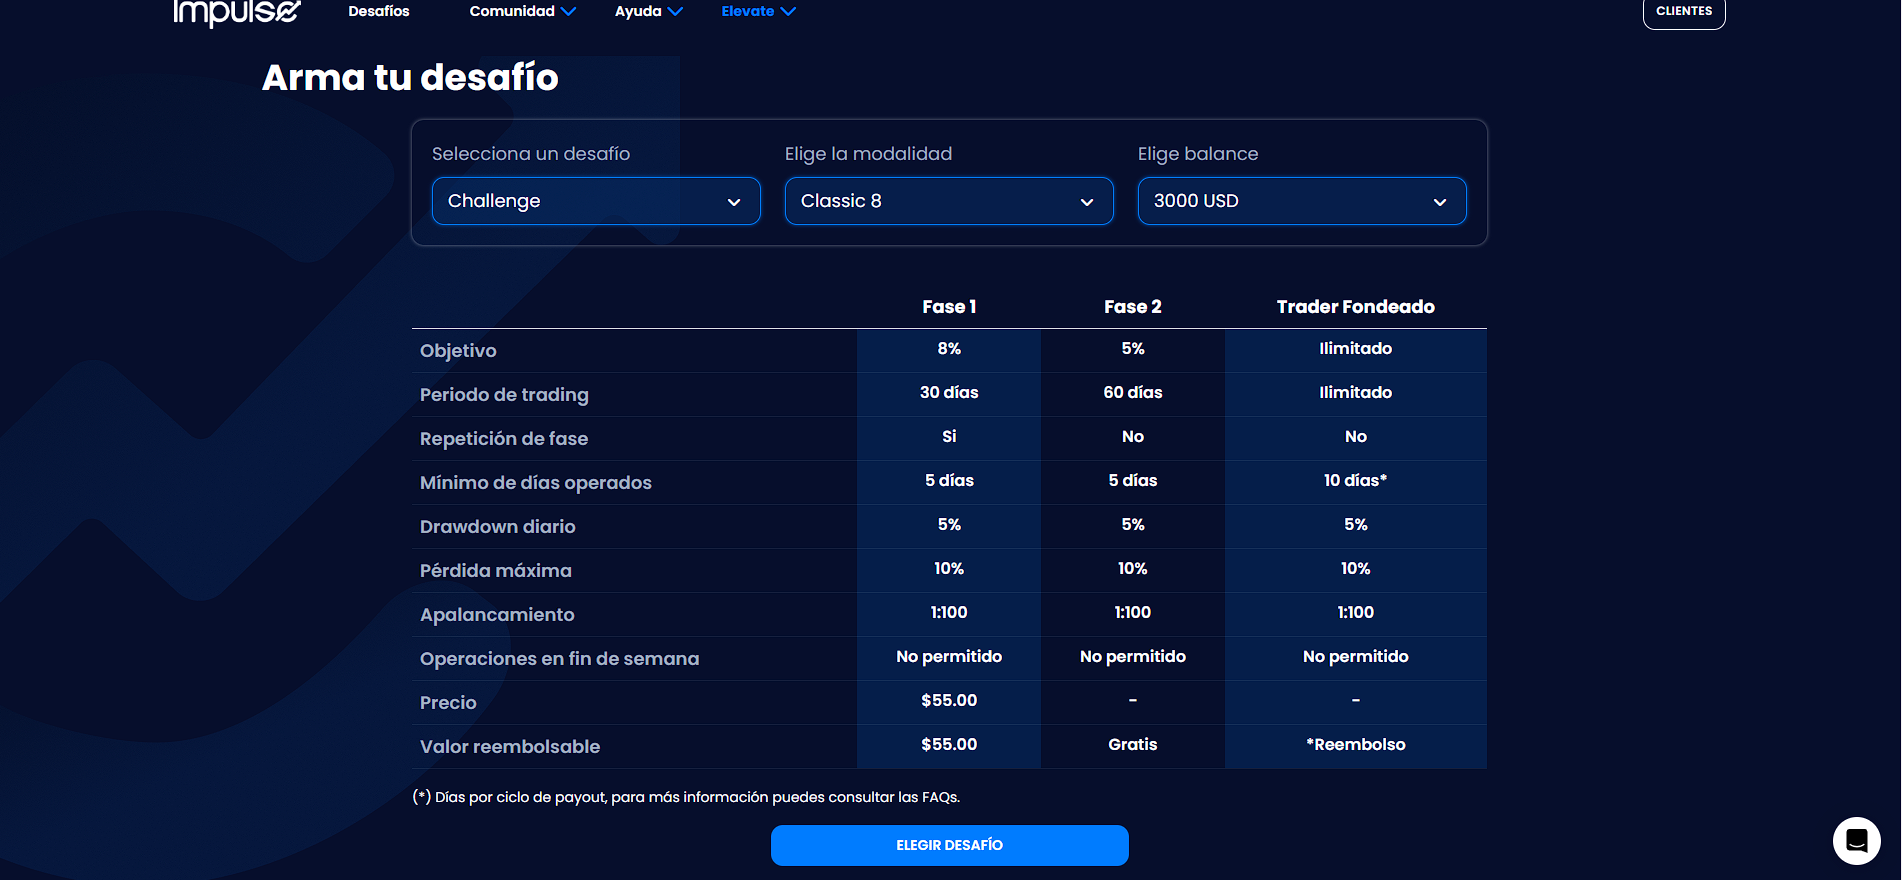 Impulse Desafíos Comunidad Ayuda Elevate CLIENTES
Arma tu desafío
Selecciona un desafío Elige la modalidad Elige balance
Challenge Classic 8 3000 USD
Fase 1 Fase 2 Trader Fondeado
Objetivo 8% 5% Ilimitado
Periodo de trading 30 días 60 días Ilimitado
Repetición de fase Si No No
Mínimo de días operados 5 días 5 días 10 días*
Drawdown diario 5% 5% 5%
Pérdida máxima 10% 10% 10%
Apalancamiento 1:100 1:100 1:100
Operaciones en fin de semana No permitido No permitido No permitido
Precio $55.00 - -
Valor reembolsable $55.00 Gratis *Reembolso
(*) Días por ciclo de payout, para más información puedes consultar las FAQs.
ELEGIR DESAFÍO